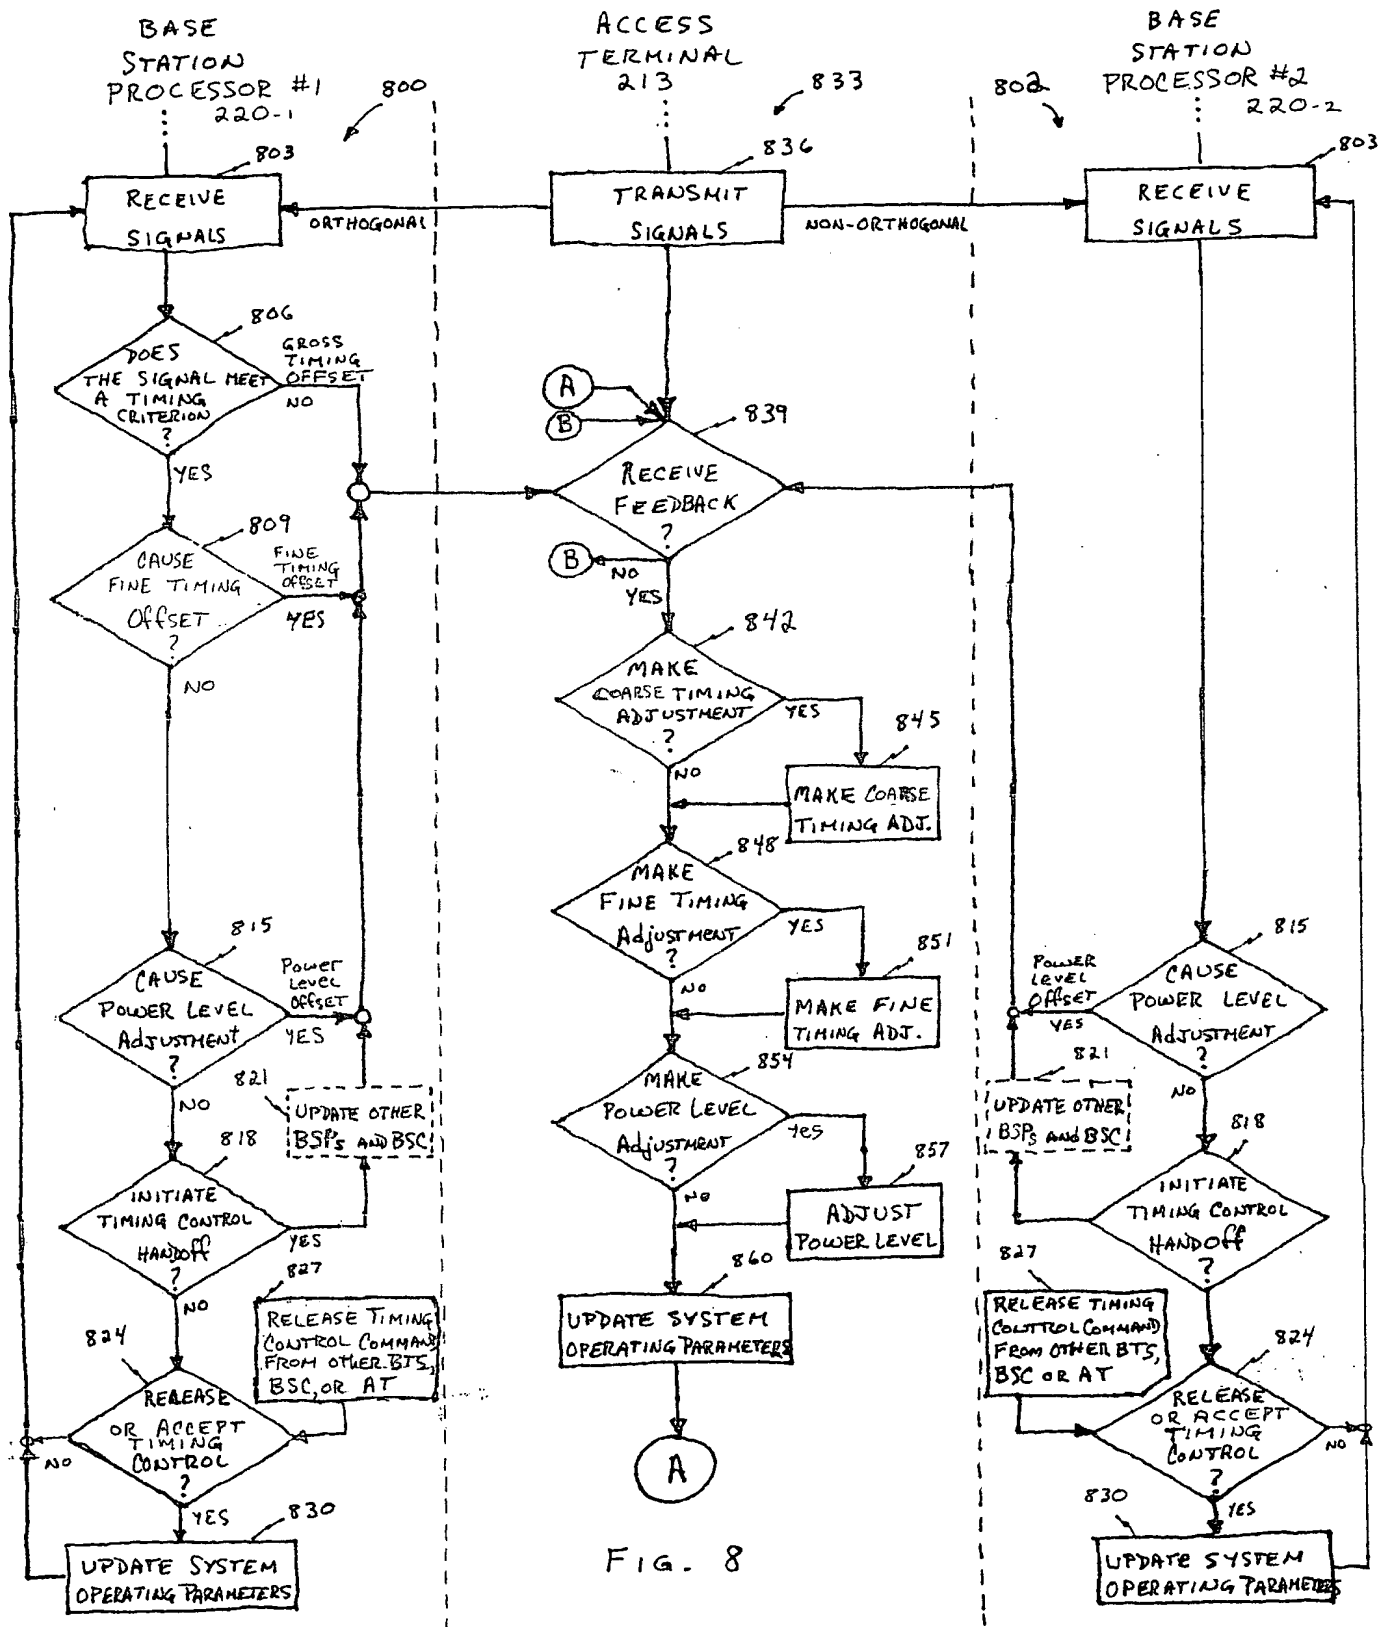 BASE
STATION
PROCESSOR #1
220-1
800
803
RECEIVE
SIGNALS
ORTHOGONAL
806
DOES
THE SIGNAL MEET
A TIMING
CRITERION
?
GROSS
TIMING
OFFSET
NO
YES
809
CAUSE
FINE TIMING
OffSET
?
FINE
TIMING
OffSET
YES
NO
815
CAUSE
POWER LEVEL
AdJUSTMENT
?
POWER
LEVEL
OffSET
YES
NO
821
UPDATE OTHER
BSP's AND BSC
818
INITIATE
TIMING CONTROL
HANDOff
?
YES
NO
827
RELEASE TIMING
CONTROL COMMAND
FROM OTHER BTS,
BSC, OR AT
824
RELEASE
OR ACCEPT
TIMING
CONTROL
?
NO
YES
830
UPDATE SYSTEM
OPERATING PARAMETERS
ACCESS
TERMINAL
213
833
836
TRANSMIT
SIGNALS
NON-ORTHOGONAL
A
B
839
RECEIVE
FEEDBACK
?
B
NO
YES
842
MAKE
COARSE TIMING
ADJUSTMENT
?
YES
NO
845
MAKE COARSE
TIMING ADJ.
848
MAKE
FINE TIMING
AdjUSTMENT
?
YES
NO
851
MAKE FINE
TIMING ADJ.
854
MAKE
POWER LEVEL
AdjUSTMENT
?
Yes
NO
857
ADJUST
POWER LEVEL
860
UPDATE SYSTEM
OPERATING PARAMETERS
A
FIG. 8
BASE
STATION
PROCESSOR #2
220-2
802
803
RECEIVE
SIGNALS
815
CAUSE
POWER LEVEL
ADJUSTMENT
?
POWER
LEVEL
OffSET
YES
NO
821
UPDATE OTHER
BSPs AND BSC
818
INITIATE
TIMING CONTROL
HANDOff
?
827
RELEASE TIMING
CONTROL COMMAND
FROM OTHER BTS,
BSC OR AT
824
RELEASE
OR ACCEPT
TIMING
CONTROL
?
NO
YES
830
UPDATE SYSTEM
OPERATING PARAMETERS